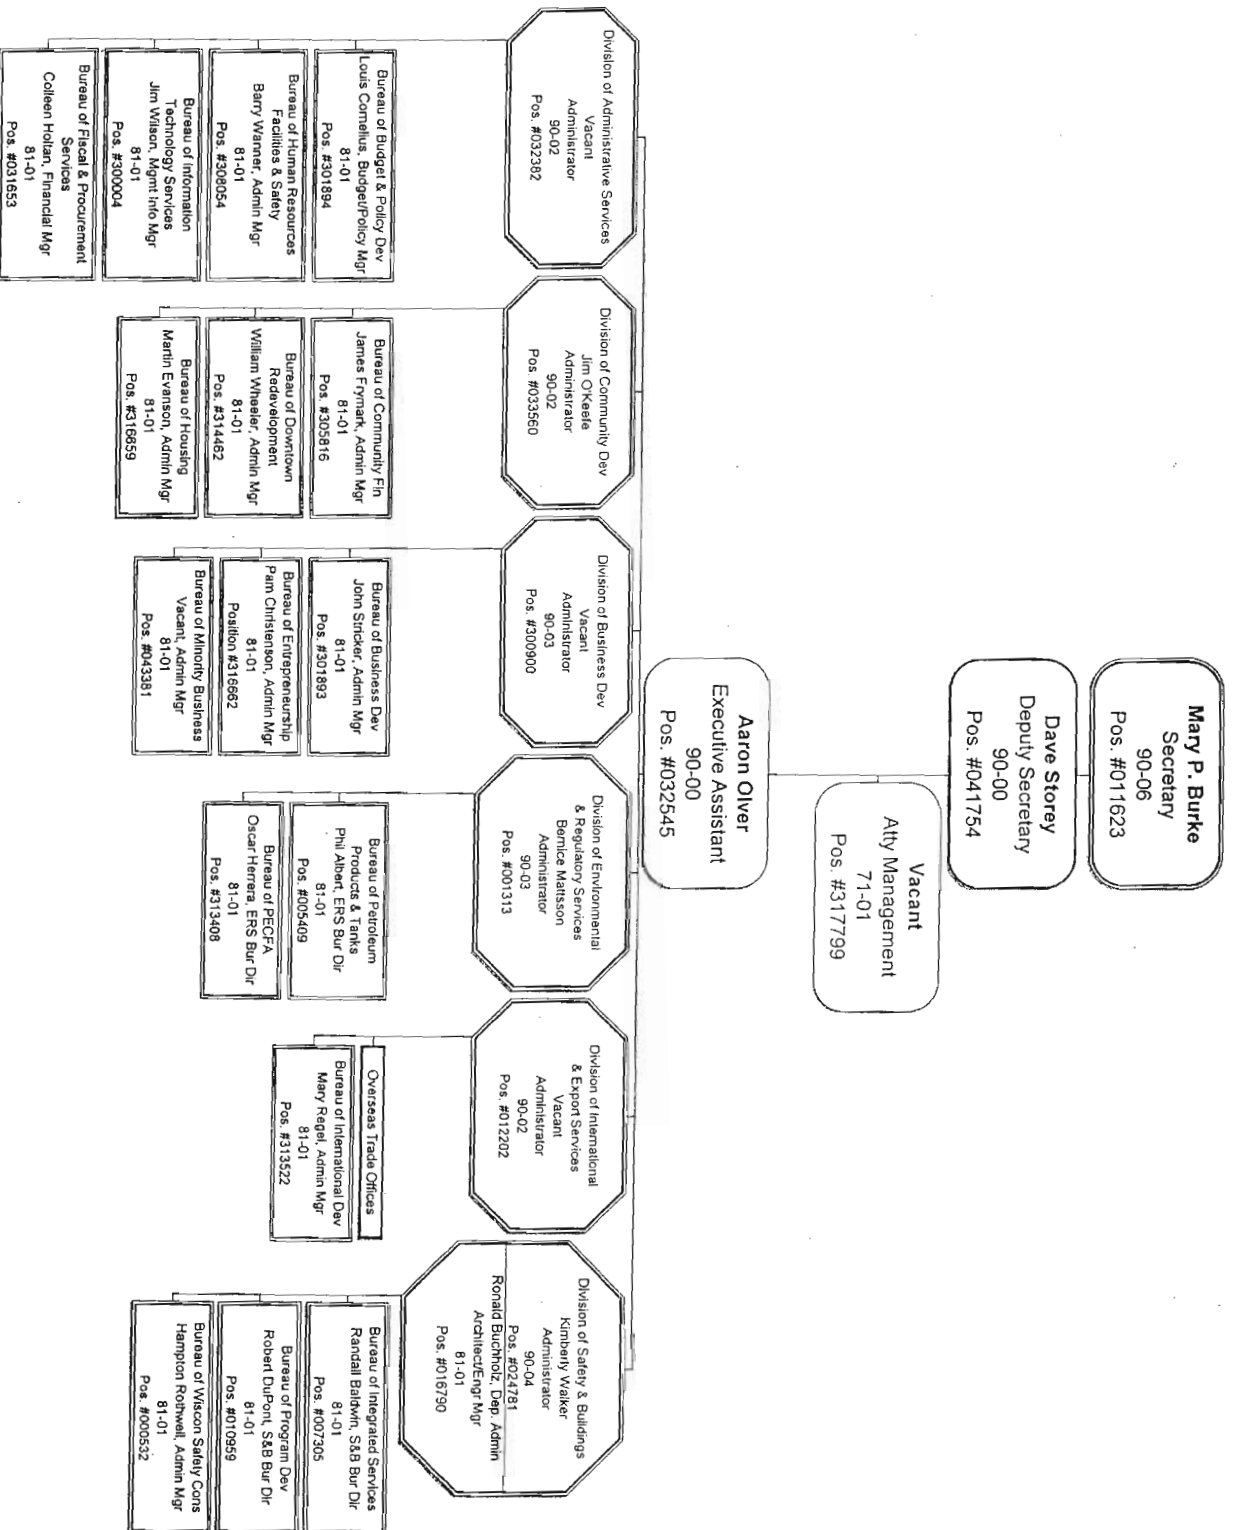 Mary P. Burke
Secretary
90-06
Pos. #011623
Dave Storey
Deputy Secretary
90-00
Pos. #041754
Vacant
Atty Management
71-01
Pos. #317799
Aaron Olver
Executive Assistant
90-00
Pos. #032545
Division of Administrative Services
Vacant
Administrator
90-02
Pos. #032382
Bureau of Budget & Policy Dev
Louis Cornelius, Budget/Policy Mgr
81-01
Pos. #301894
Bureau of Human Resources
Facilities & Safety
Barry Wanner, Admin Mgr
81-01
Pos. #308054
Bureau of Information
Technology Services
Jim Wilson, Mgmt Info Mgr
81-01
Pos. #300004
Bureau of Fiscal & Procurement
Services
Colleen Holtan, Financial Mgr
81-01
Pos. #031653
Division of Community Dev
Jim O'Keefe
Administrator
90-02
Pos. #033560
Bureau of Community Fin
James Frymark, Admin Mgr
81-01
Pos. #305816
Bureau of Downtown
Redevelopment
William Wheeler, Admin Mgr
81-01
Pos. #314462
Bureau of Housing
Martin Evanson, Admin Mgr
81-01
Pos. #316659
Division of Business Dev
Vacant
Administrator
90-03
Pos. #300900
Bureau of Business Dev
John Stricker, Admin Mgr
81-01
Pos. #301893
Bureau of Entrepreneurship
Pam Christenson, Admin Mgr
81-01
Position #316662
Bureau of Minority Business
Vacant, Admin Mgr
81-01
Pos. #043381
Division of Environmental
& Regulatory Services
Bernice Mattsson
Administrator
90-03
Pos. #001313
Bureau of Petroleum
Products & Tanks
Phil Albert, ERS Bur Dir
81-01
Pos. #005409
Bureau of PECFA
Oscar Herrera, ERS Bur Dir
81-01
Pos. #313408
Division of International
& Export Services
Vacant
Administrator
90-02
Pos. #012202
Overseas Trade Offices
Bureau of International Dev
Mary Regel, Admin Mgr
81-01
Pos. #313522
Division of Safety & Buildings
Kimberly Walker
Administrator
90-04
Pos. #024781
Ronald Buchholz, Dep. Admin
Architect/Engr Mgr
81-01
Pos. #016790
Bureau of Integrated Services
Randall Baldwin, S&B Bur Dir
81-01
Pos. #007305
Bureau of Program Dev
Robert DuPont, S&B Bur Dir
81-01
Pos. #010959
Bureau of Wiscon Safety Cons
Hampton Rothwell, Admin Mgr
81-01
Pos. #000532